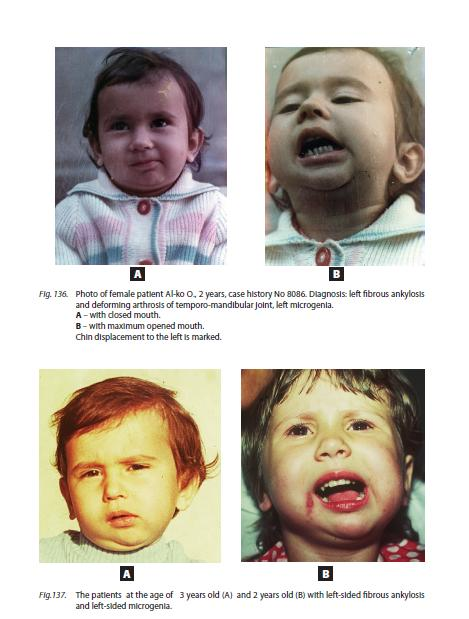 A
B
Fig. 136. Photo of female patient Al-ko O., 2 years, case history No 8086. Diagnosis: left fibrous ankylosis
and deforming arthrosis of temporo-mandibular joint, left microgenia.
A – with closed mouth.
B – with maximum opened mouth.
Chin displacement to the left is marked.
A
B
Fig.137. The patients at the age of 3 years old (A) and 2 years old (B) with left-sided fibrous ankylosis
and left-sided microgenia.